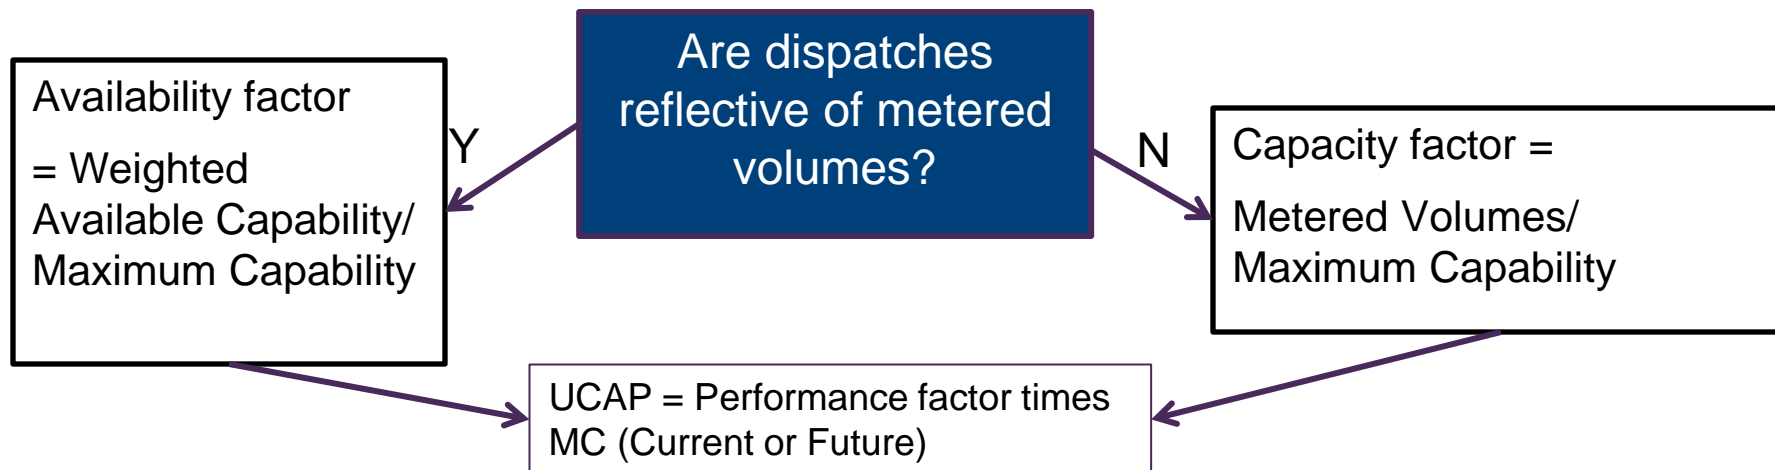 Are dispatches
reflective of metered
volumes?
Y
N
Availability factor
= Weighted
Available Capability/
Maximum Capability
Capacity factor =
Metered Volumes/
Maximum Capability
UCAP = Performance factor times
MC (Current or Future)